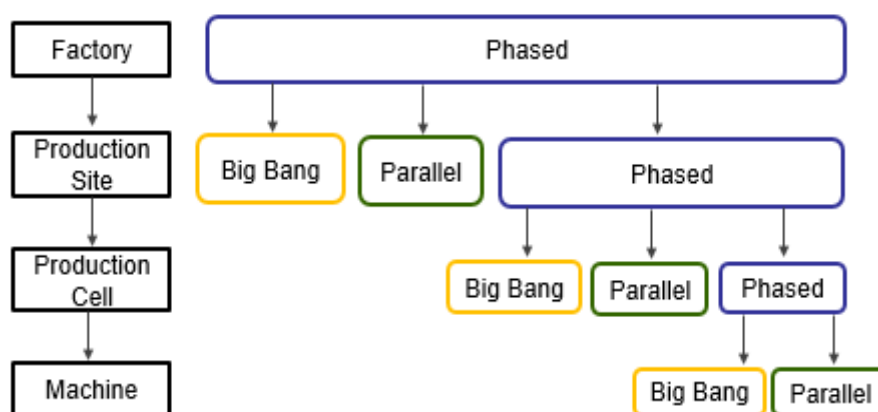 Factory
Phased
Production
Site
Big Bang
Parallel
Phased
Production
Cell
Big Bang
Parallel
Phased
Machine
Big Bang
Parallel